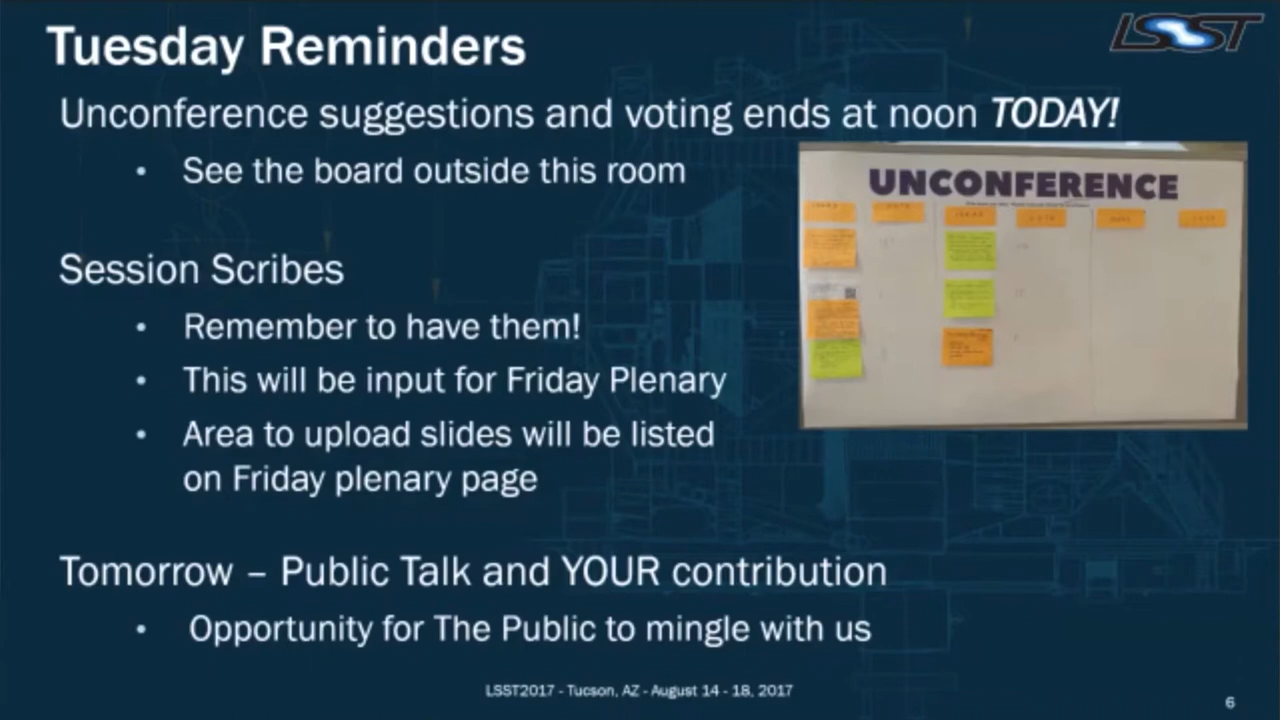 Tuesday Reminders
LSST
Unconference suggestions and voting ends at noon TODAY!
• See the board outside this room
UNCONFERENCE
Session Scribes
• Remember to have them!
• This will be input for Friday Plenary
• Area to upload slides will be listed
on Friday plenary page
Tomorrow – Public Talk and YOUR contribution
• Opportunity for The Public to mingle with us
LSST2017 - Tucson, AZ - August 14 - 18, 2017
6